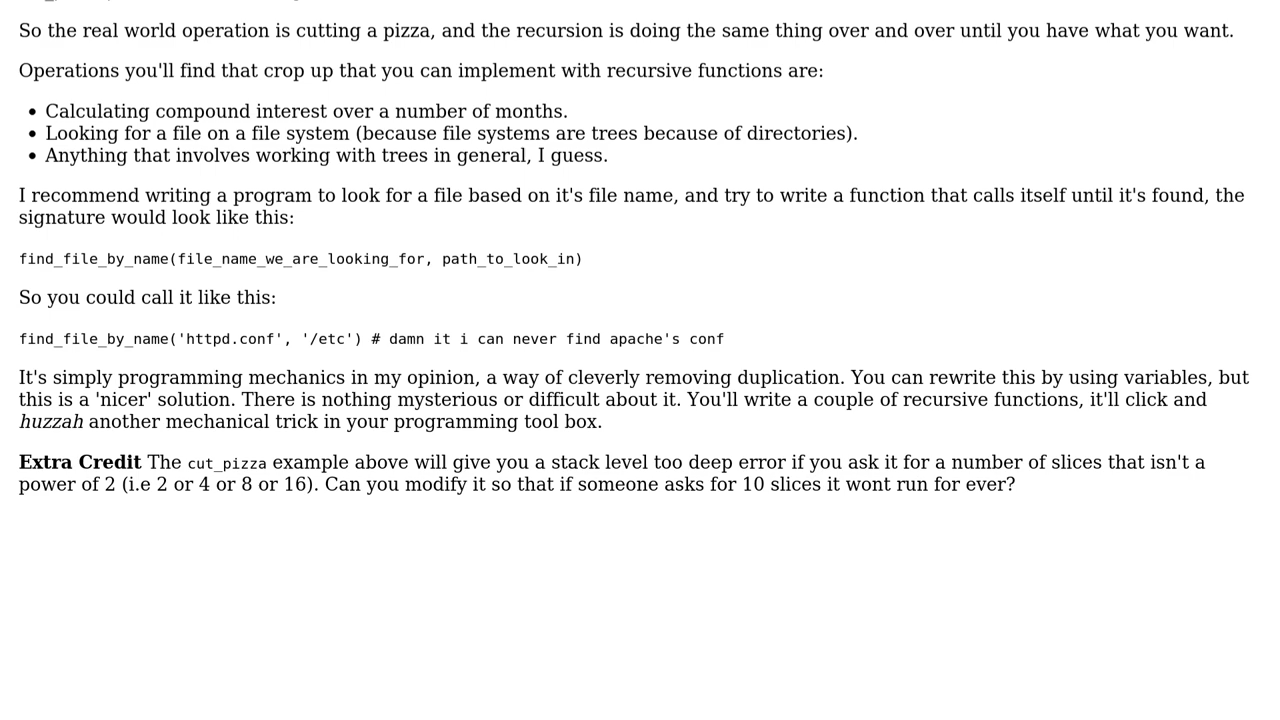 So the real world operation is cutting a pizza, and the recursion is doing the same thing over and over until you have what you want.
Operations you'll find that crop up that you can implement with recursive functions are:
• Calculating compound interest over a number of months.
• Looking for a file on a file system (because file systems are trees because of directories).
• Anything that involves working with trees in general, I guess.
I recommend writing a program to look for a file based on it's file name, and try to write a function that calls itself until it's found, the
signature would look like this:
find_file_by_name(file_name_we_are_looking_for, path_to_look_in)
So you could call it like this:
find_file_by_name('httpd.conf', '/etc') # damn it i can never find apache's conf
It's simply programming mechanics in my opinion, a way of cleverly removing duplication. You can rewrite this by using variables, but
this is a 'nicer' solution. There is nothing mysterious or difficult about it. You'll write a couple of recursive functions, it'll click and
huzzah another mechanical trick in your programming tool box.
Extra Credit The cut_pizza example above will give you a stack level too deep error if you ask it for a number of slices that isn't a
power of 2 (i.e 2 or 4 or 8 or 16). Can you modify it so that if someone asks for 10 slices it wont run for ever?